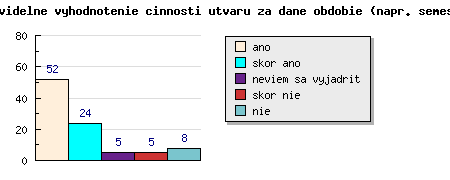 videlne vyhodnotenie cinnosti utvaru za dane obdobie (napr. semes
80
60
40
20
0
52
24
5
5
8
ano
skor ano
neviem sa vyjadrit
skor nie
nie